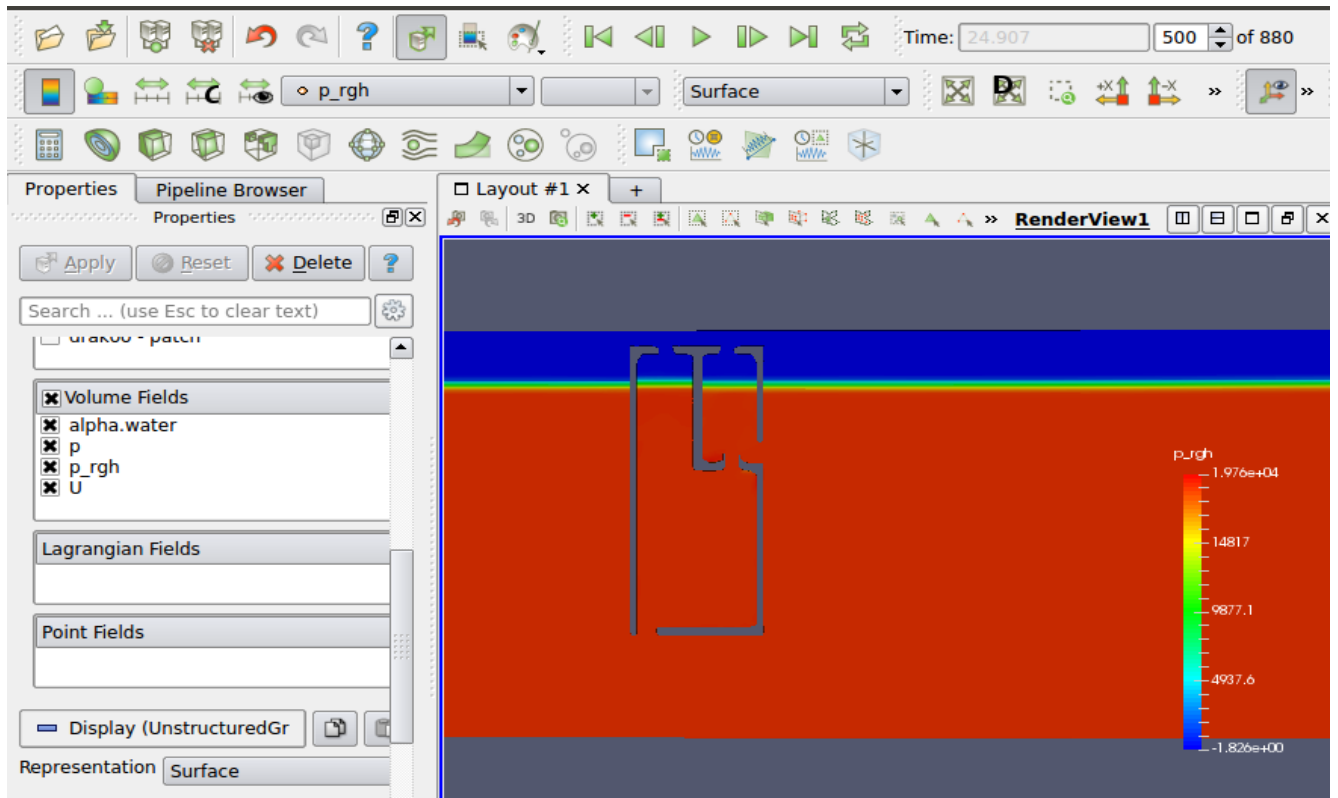 Time: 24.907 500 of 880
p_rgh Surface
D +X -X » »
Properties Pipeline Browser Layout #1 × +
Properties 3D » RenderView1
Apply Reset Delete ?
Search ... (use Esc to clear text)
Volume Fields
alpha.water
p
p_rgh
U
Lagrangian Fields
Point Fields
Display (UnstructuredGr
Representation Surface
p_rgh
1.976e+04
14817
9877.1
4937.6
-1.826e+00